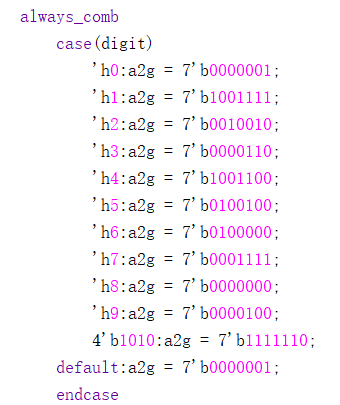 always_comb
case(digit)
'h0:a2g = 7'b0000001;
'h1:a2g = 7'b1001111;
'h2:a2g = 7'b0010010;
'h3:a2g = 7'b0000110;
'h4:a2g = 7'b1001100;
'h5:a2g = 7'b0100100;
'h6:a2g = 7'b0100000;
'h7:a2g = 7'b0001111;
'h8:a2g = 7'b0000000;
'h9:a2g = 7'b0000100;
4'b1010:a2g = 7'b1111110;
default:a2g = 7'b0000001;
endcase